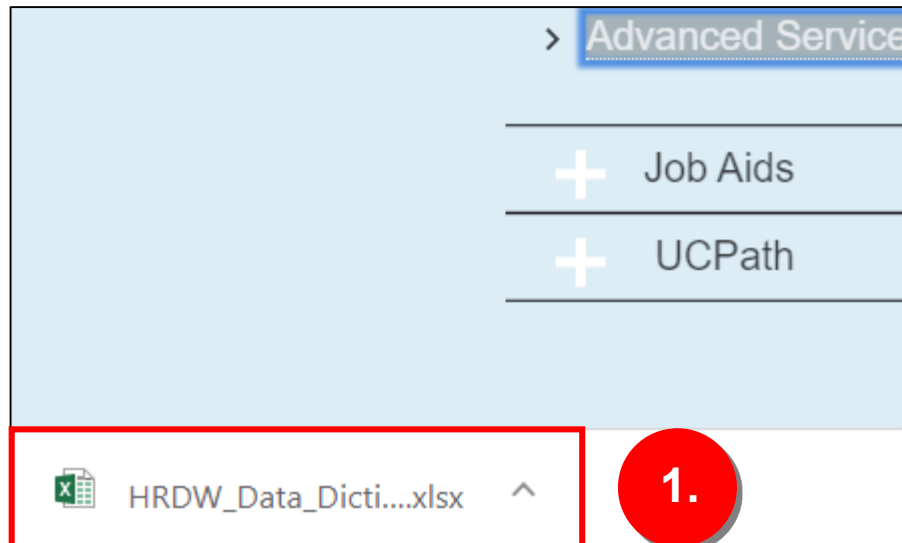 Advanced Service
Job Aids
UCPath
HRDW_Data_Dicti....xlsx
1.